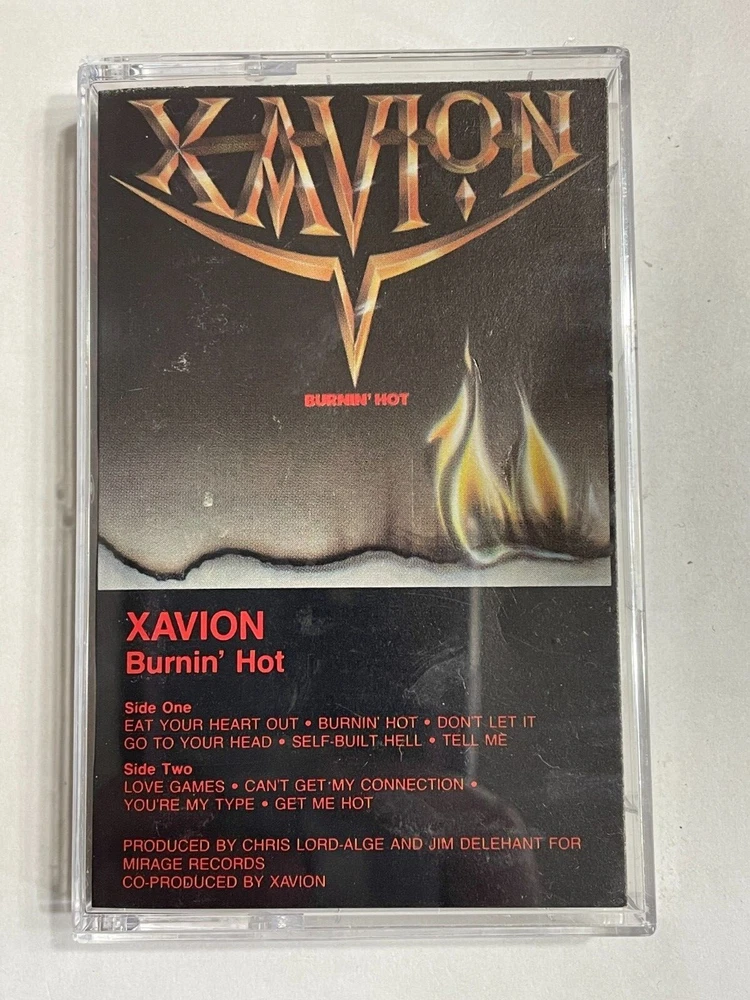 XAVION
BURNIN' HOT
XAVION
Burnin' Hot
Side One
EAT YOUR HEART OUT • BURNIN' HOT • DON'T LET IT
GO TO YOUR HEAD • SELF-BUILT HELL • TELL ME
Side Two
LOVE GAMES • CAN'T GET MY CONNECTION •
YOU'RE MY TYPE • GET ME HOT
PRODUCED BY CHRIS LORD-ALGE AND JIM DELEHANT FOR
MIRAGE RECORDS
CO-PRODUCED BY XAVION